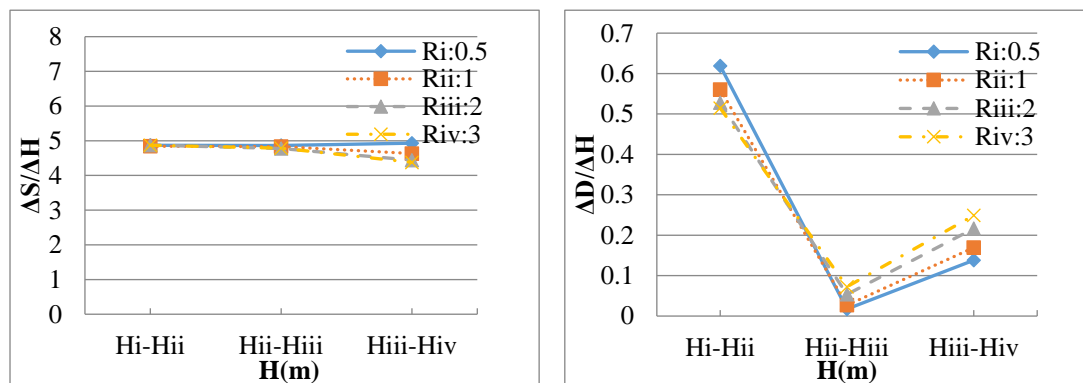 8
7
6
5
4
3
2
1
0
ΔS/ΔH
Hi-Hii Hii-Hiii Hiii-Hiv
H(m)
Ri:0.5
Rii:1
Riii:2
Riv:3
0.7
0.6
0.5
0.4
0.3
0.2
0.1
0
ΔD/ΔH
Hi-Hii Hii-Hiii Hiii-Hiv
H(m)
Ri:0.5
Rii:1
Riii:2
Riv:3